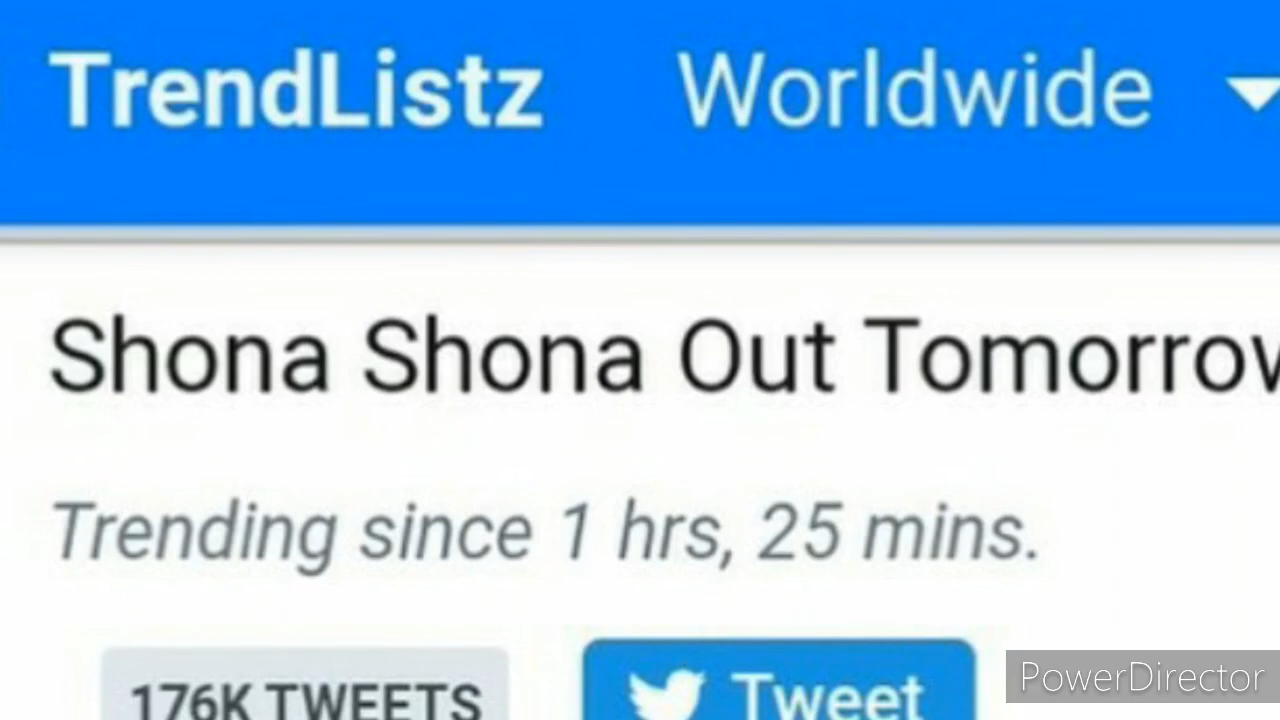 TrendListz Worldwide
Shona Shona Out Tomorrow
Trending since 1 hrs, 25 mins.
176K TWEETS Tweet
PowerDirector